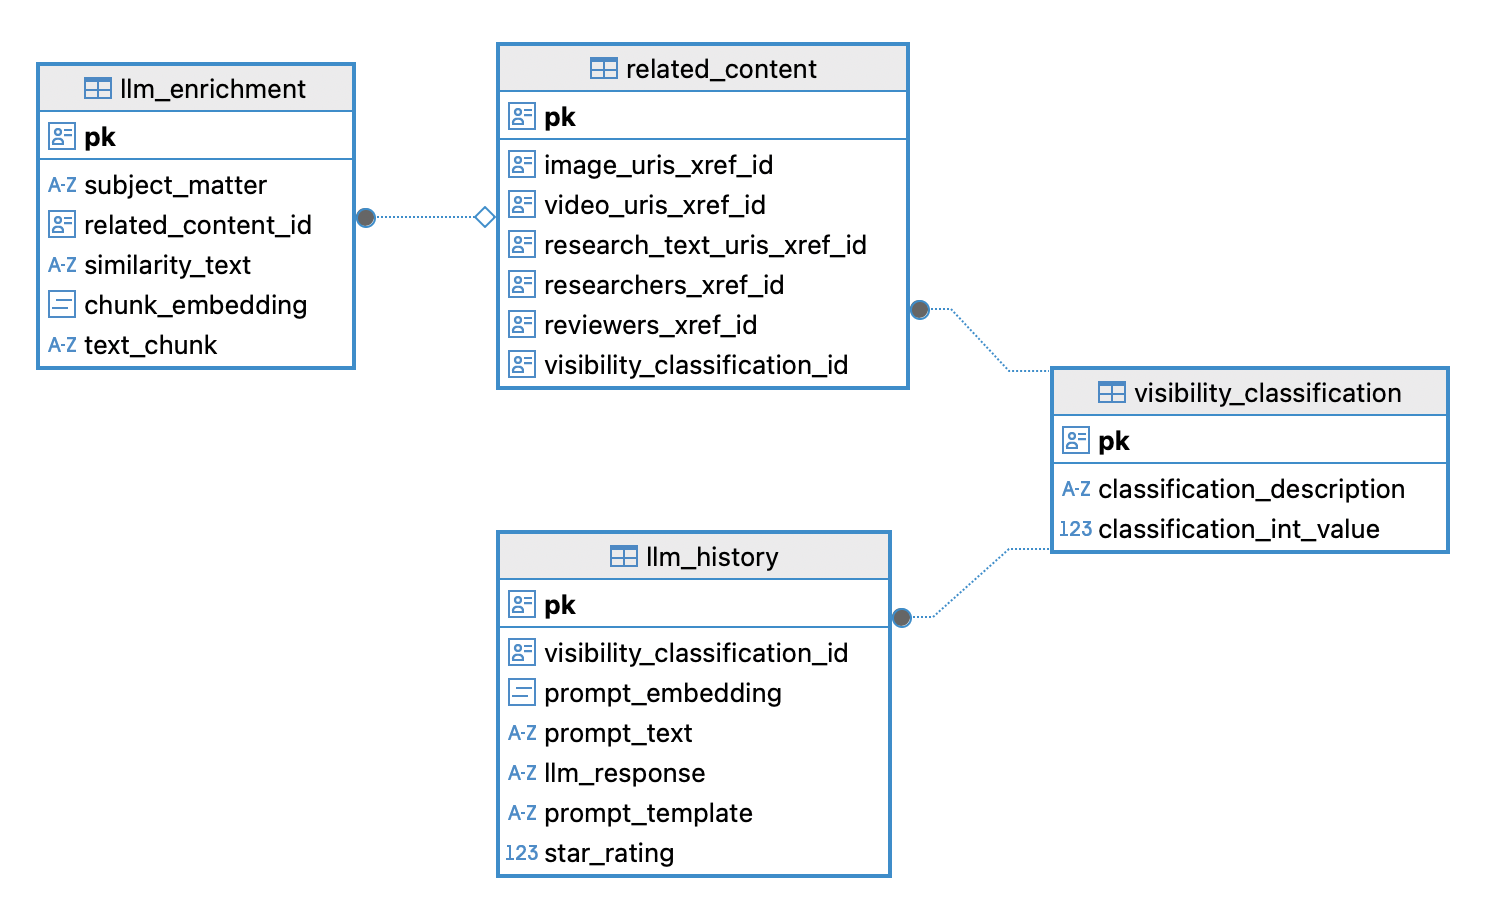 llm_enrichment
pk
A-Z subject_matter
related_content_id
A-Z similarity_text
chunk_embedding
A-Z text_chunk
related_content
pk
image_uris_xref_id
video_uris_xref_id
research_text_uris_xref_id
researchers_xref_id
reviewers_xref_id
visibility_classification_id
visibility_classification
pk
A-Z classification_description
123 classification_int_value
llm_history
pk
visibility_classification_id
prompt_embedding
A-Z prompt_text
A-Z llm_response
A-Z prompt_template
123 star_rating